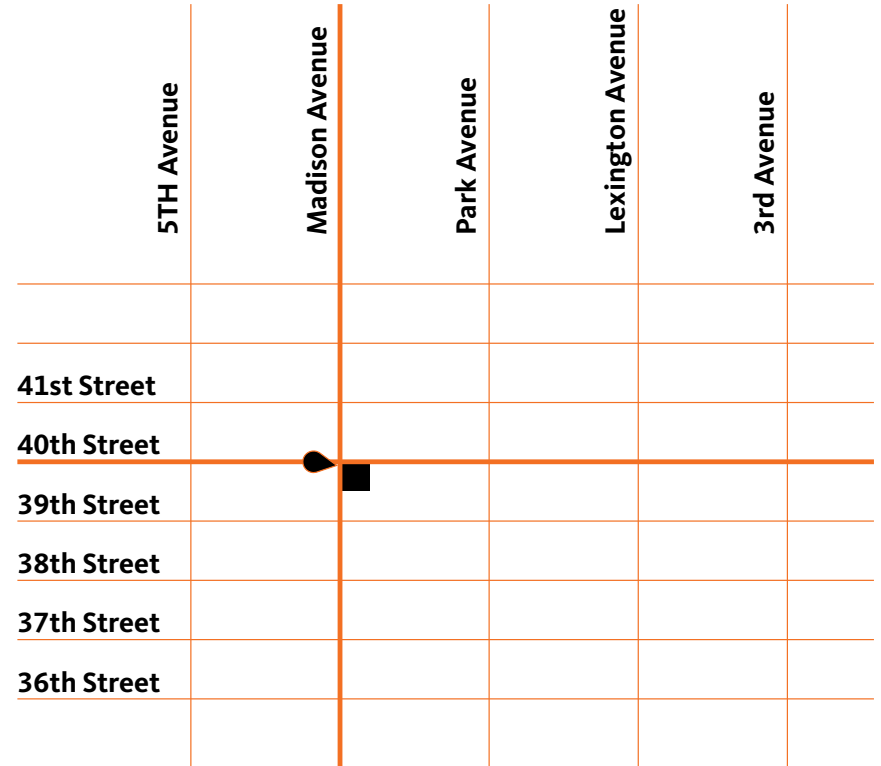 5TH Avenue
Madison Avenue
Park Avenue
Lexington Avenue
3rd Avenue
41st Street
40th Street
39th Street
38th Street
37th Street
36th Street